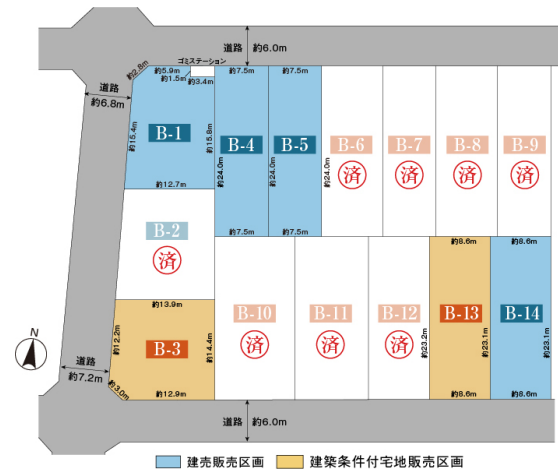 道路 約6.0m
ゴミステーション
約2.8m
約5.9m
約1.5m
約3.4m
約7.5m
約7.5m
道路
約6.8m
約15.4m
B-1
約15.8m
約12.7m
B-4
約24.0m
B-5
約24.0m
約24.0m
約7.5m
約7.5m
B-6
済
B-7
済
B-8
済
B-9
済
B-2
済
約13.9m
約12.2m
B-3
約14.4m
約12.9m
約3.0m
N
道路
約7.2m
B-10
済
B-11
済
B-12
済
約23.2m
約8.6m
B-13
約23.1m
約8.6m
約8.6m
B-14
約23.1m
約8.6m
道路 約6.0m
建売販売区画
建築条件付宅地販売区画